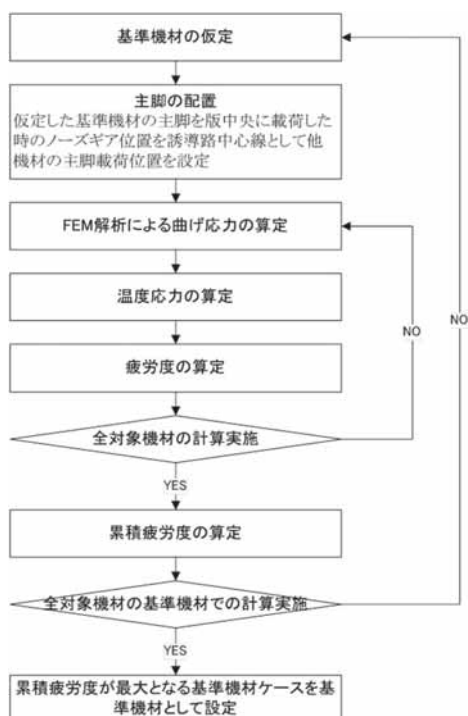 基準機材の仮定
主脚の配置
仮定した基準機材の主脚を版中央に載荷した
時のノーズギア位置を誘導路中心線として他
機材の主脚載荷位置を設定
FEM解析による曲げ応力の算定
温度応力の算定
疲労度の算定
全対象機材の計算実施
NO
YES
累積疲労度の算定
全対象機材の基準機材での計算実施
NO
YES
累積疲労度が最大となる基準機材ケースを基
準機材として設定